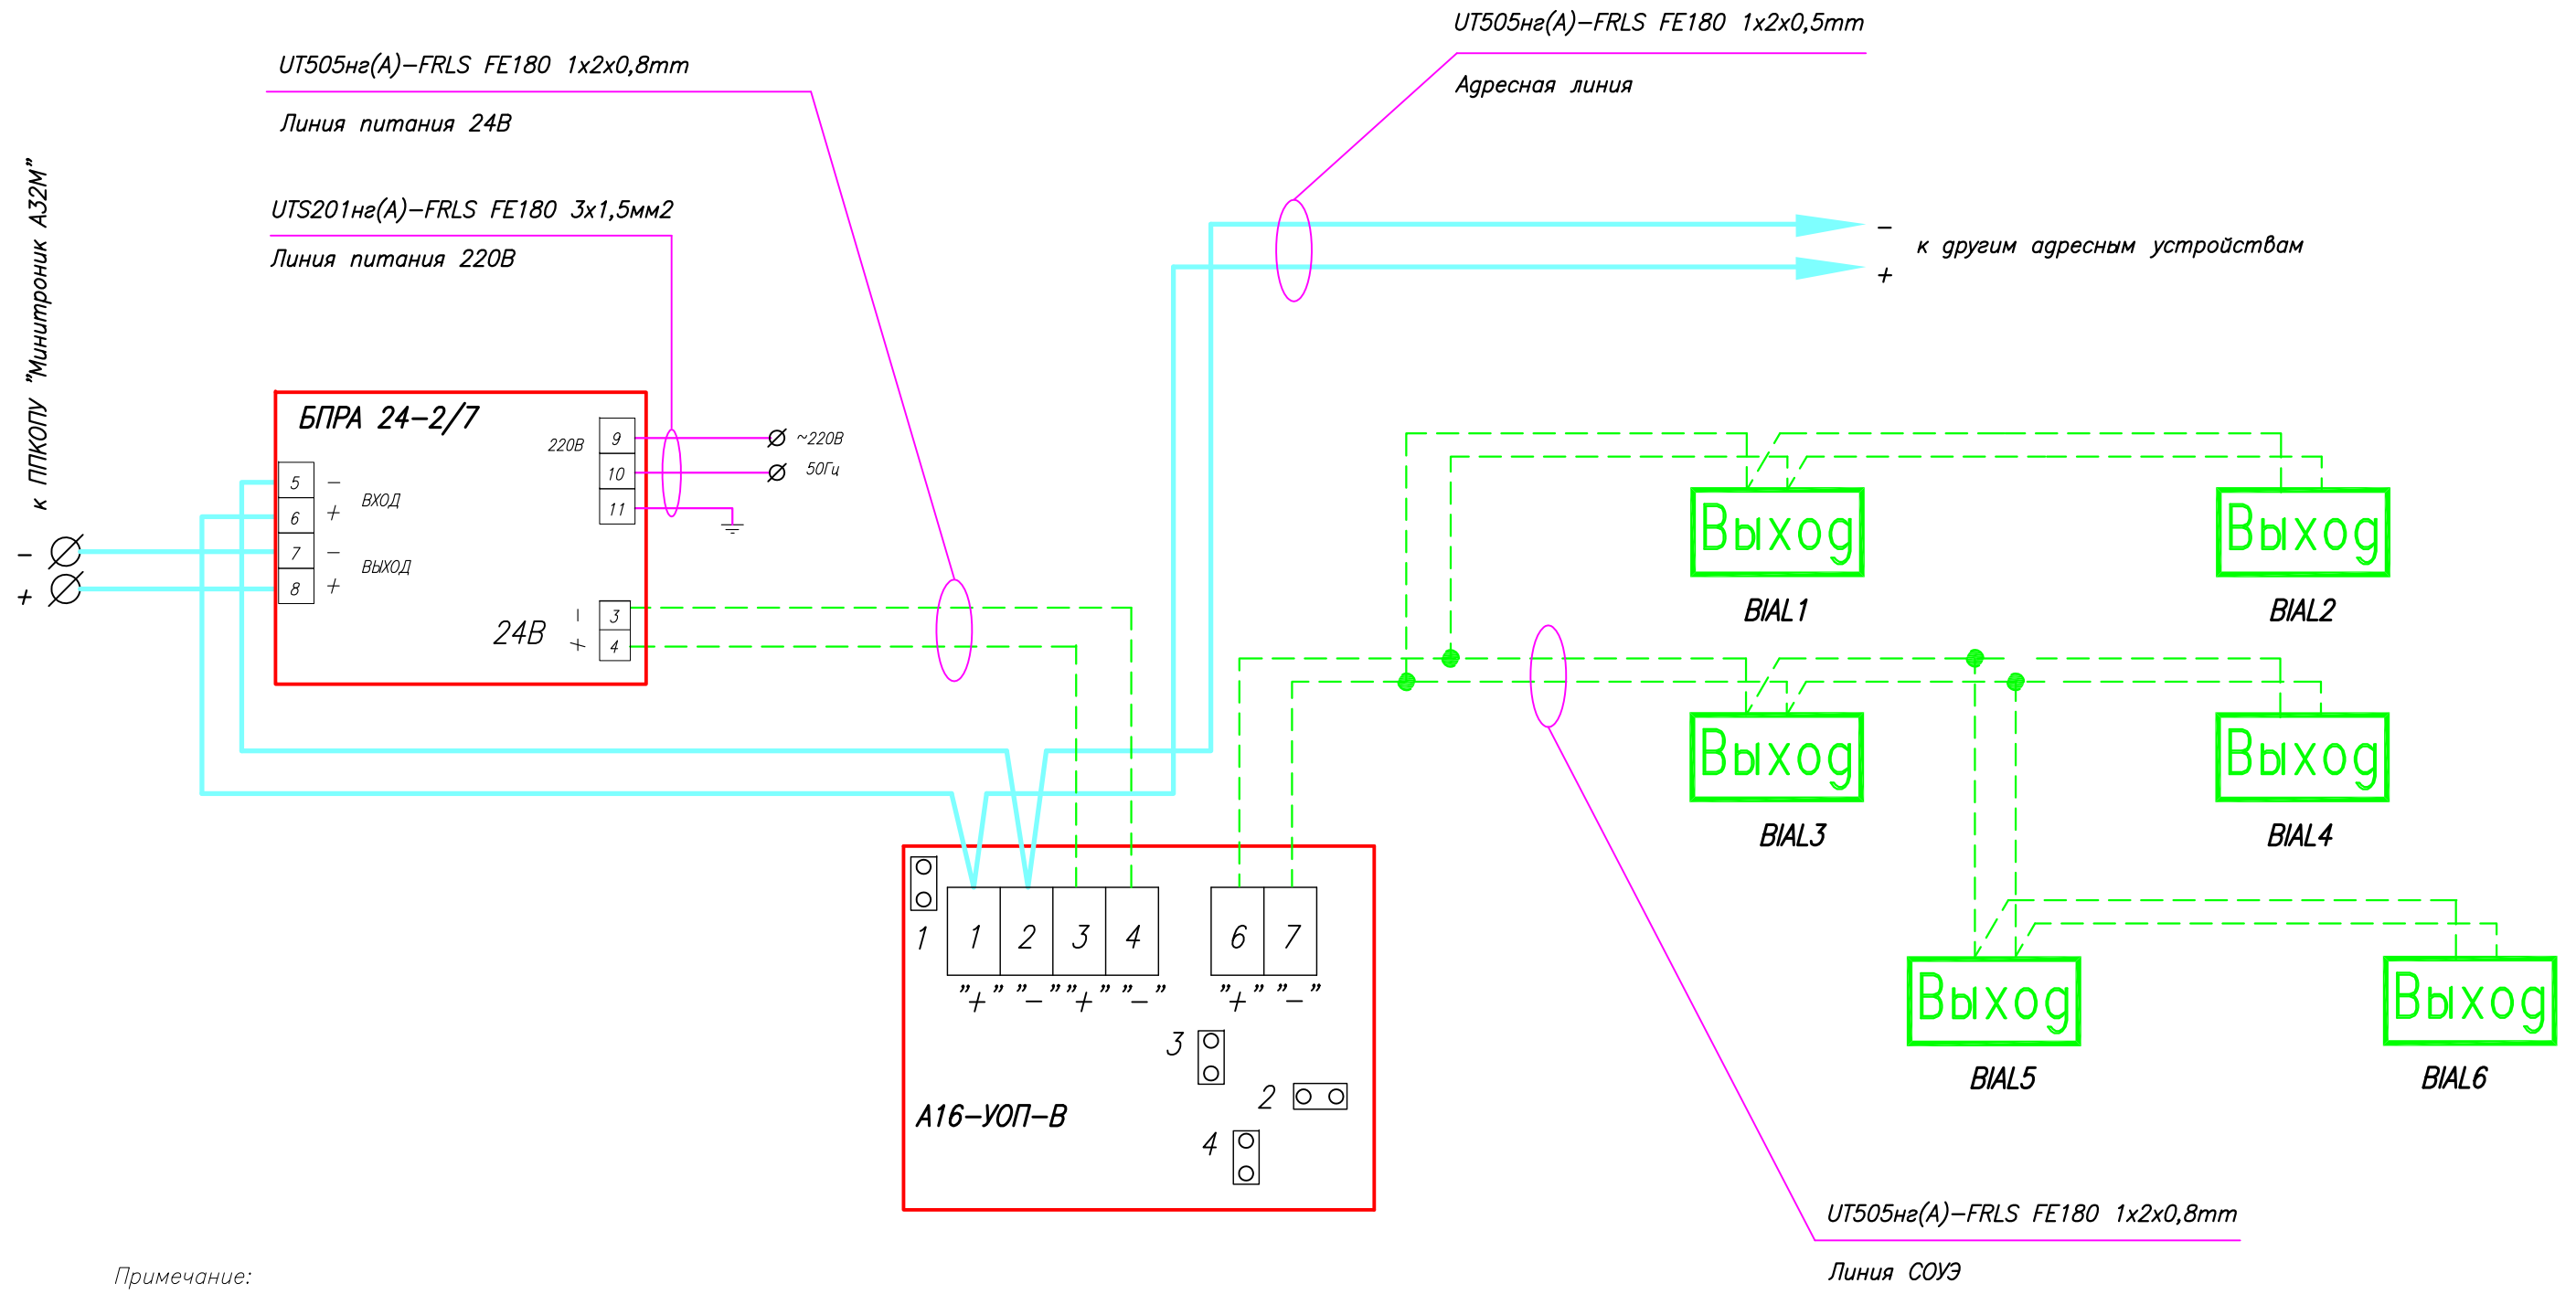 UT505нг(А)-FRLS FE180 1x2x0,8mm
Линия питания 24В
UTS201нг(А)-FRLS FE180 3x1,5мм2
Линия питания 220В
UT505нг(А)-FRLS FE180 1x2x0,5mm
Адресная линия
- к другим адресным устройствам
+
к ППКОПУ "Минитроник А32М"
-
+
БПРА 24-2/7
5 -
6 +
ВХОД
7 -
8 +
ВЫХОД
220В
9
10
11
~220В
50Гц
24В
- 3
+ 4
Выход
BIAL1
Выход
BIAL2
Выход
BIAL3
Выход
BIAL4
Выход
BIAL5
Выход
BIAL6
1
1 2 3 4 6 7
"+" "-" "+" "-" "+" "-"
3
2
4
А16-УОП-В
UT505нг(А)-FRLS FE180 1x2x0,8mm
Линия СОУЭ
Примечание: